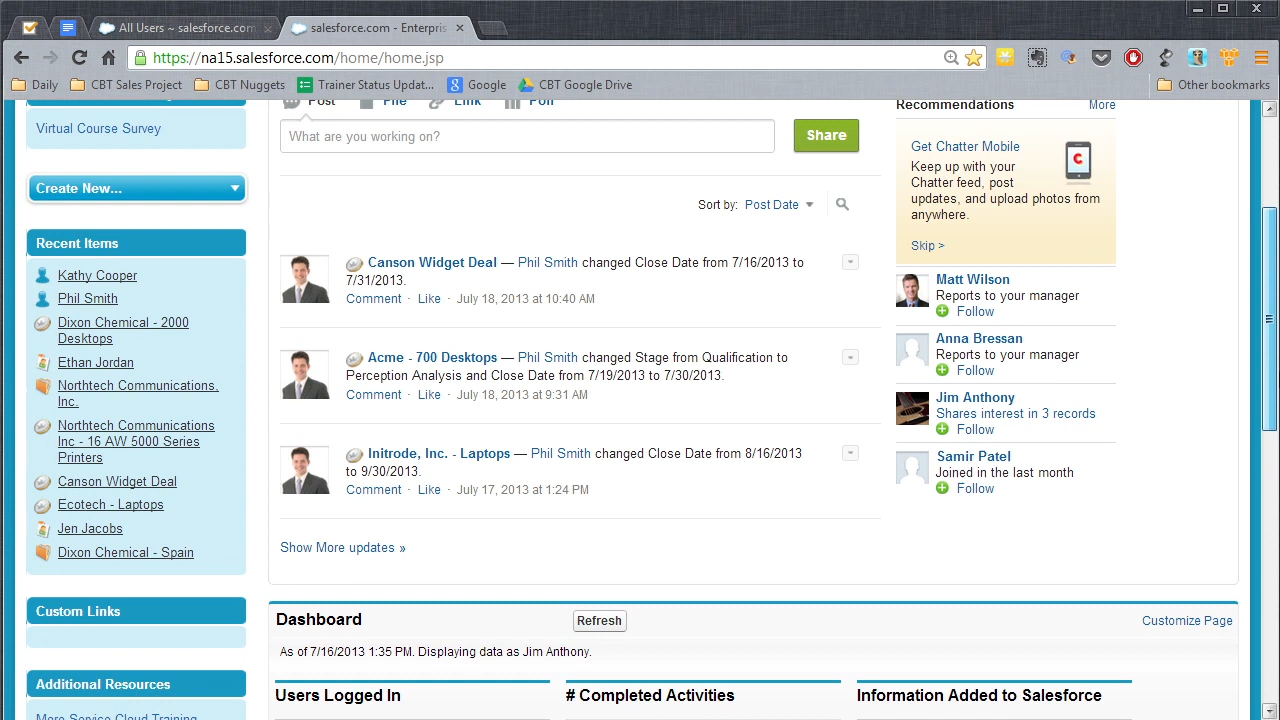 All Users ~ salesforce.com
salesforce.com - Enterpris
https://na15.salesforce.com/home/home.jsp
Daily
CBT Sales Project
CBT Nuggets
Trainer Status Updat...
Google
CBT Google Drive
Other bookmarks
Virtual Course Survey
Create New...
Recent Items
Kathy Cooper
Phil Smith
Dixon Chemical - 2000
Desktops
Ethan Jordan
Northtech Communications.
Inc.
Northtech Communications
Inc - 16 AW 5000 Series
Printers
Canson Widget Deal
Ecotech - Laptops
Jen Jacobs
Dixon Chemical - Spain
Custom Links
Additional Resources
More Service Cloud Training
Post
File
Link
Poll
What are you working on?
Share
Sort by: Post Date
Canson Widget Deal — Phil Smith changed Close Date from 7/16/2013 to
7/31/2013.
Comment · Like · July 18, 2013 at 10:40 AM
Acme - 700 Desktops — Phil Smith changed Stage from Qualification to
Perception Analysis and Close Date from 7/19/2013 to 7/30/2013.
Comment · Like · July 18, 2013 at 9:31 AM
Initrode, Inc. - Laptops — Phil Smith changed Close Date from 8/16/2013
to 9/30/2013.
Comment · Like · July 17, 2013 at 1:24 PM
Show More updates »
Recommendations
More
Get Chatter Mobile
Keep up with your
Chatter feed, post
updates, and upload photos from
anywhere.
Skip >
Matt Wilson
Reports to your manager
Follow
Anna Bressan
Reports to your manager
Follow
Jim Anthony
Shares interest in 3 records
Follow
Samir Patel
Joined in the last month
Follow
Dashboard
Refresh
Customize Page
As of 7/16/2013 1:35 PM. Displaying data as Jim Anthony.
Users Logged In
# Completed Activities
Information Added to Salesforce